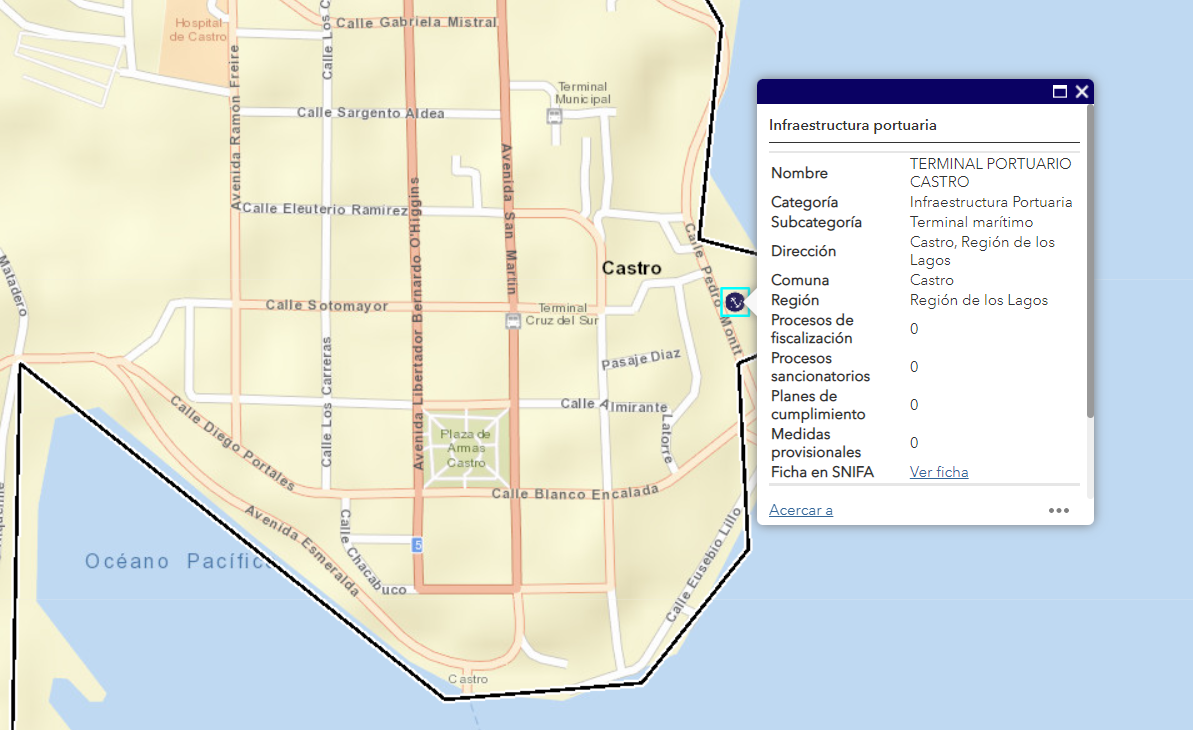 Hospital
de Castro
Calle Gabriela Mistral
Calle Los C
Avenida Ramón Freire
Calle Sargento Aldea
Terminal
Municipal
Avenida San Martín
Avenida Libertador Bernardo O'Higgins
Calle Eleuterio Ramírez
Castro
Calle Pedro Montt
Matadero
Calle Sotomayor
Terminal
Cruz del Sur
Pasaje Díaz
Calle Los Carreras
Calle Almirante
Latorre
Calle Diego Portales
Plaza de
Armas
Castro
Calle Blanco Encalada
Avenida Esmeralda
Calle Chacabuco
5
Calle Eusebio Lillo
Océano Pacífic
Castro
Infraestructura portuaria
Nombre
TERMINAL PORTUARIO
CASTRO
Categoría
Infraestructura Portuaria
Subcategoría
Terminal marítimo
Dirección
Castro, Región de los
Lagos
Comuna
Castro
Región
Región de los Lagos
Procesos de
fiscalización
0
Procesos
sancionatorios
0
Planes de
cumplimiento
0
Medidas
provisionales
0
Ficha en SNIFA
Ver ficha
Acercar a